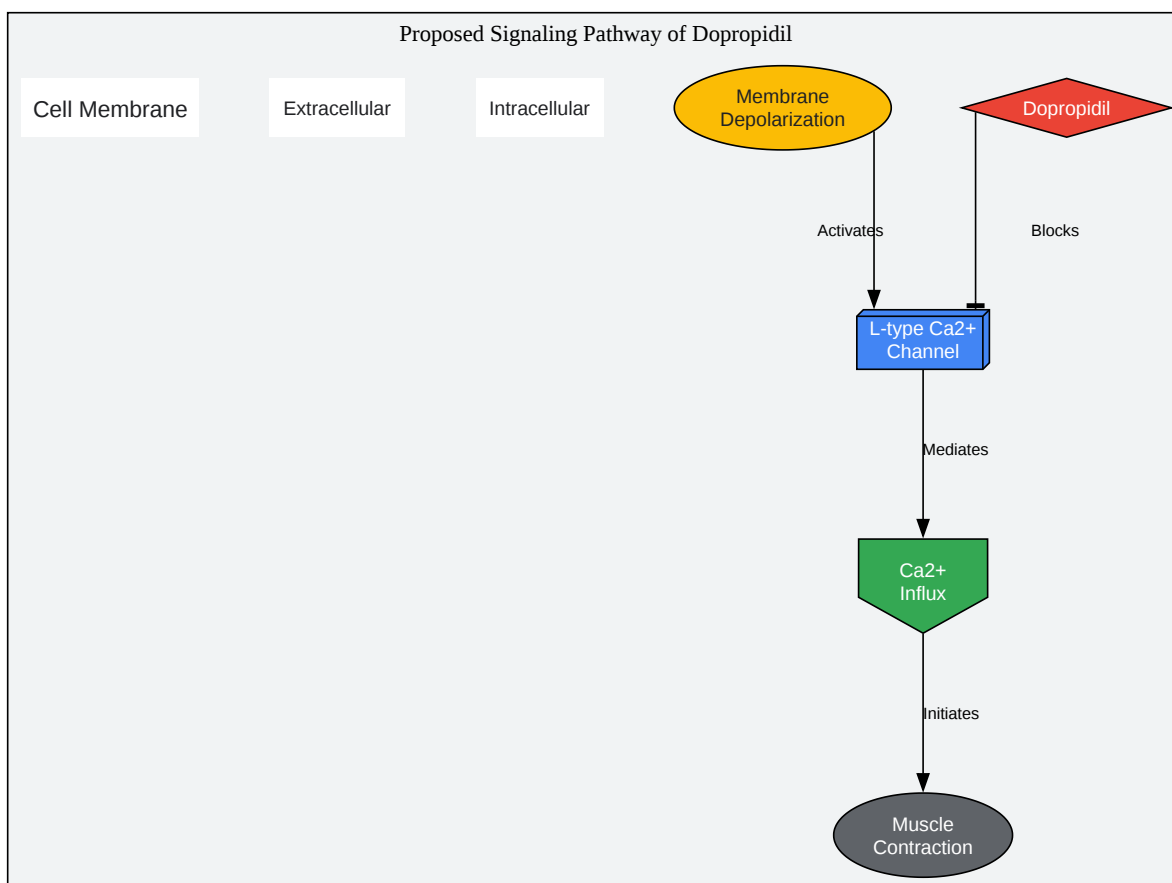 Proposed Signaling Pathway of Dopropidil
Cell Membrane
Extracellular
Intracellular
Membrane
Depolarization
Dopropidil
Activates
Blocks
L-type Ca2+
Channel
Mediates
Ca2+
Influx
Initiates
Muscle
Contraction